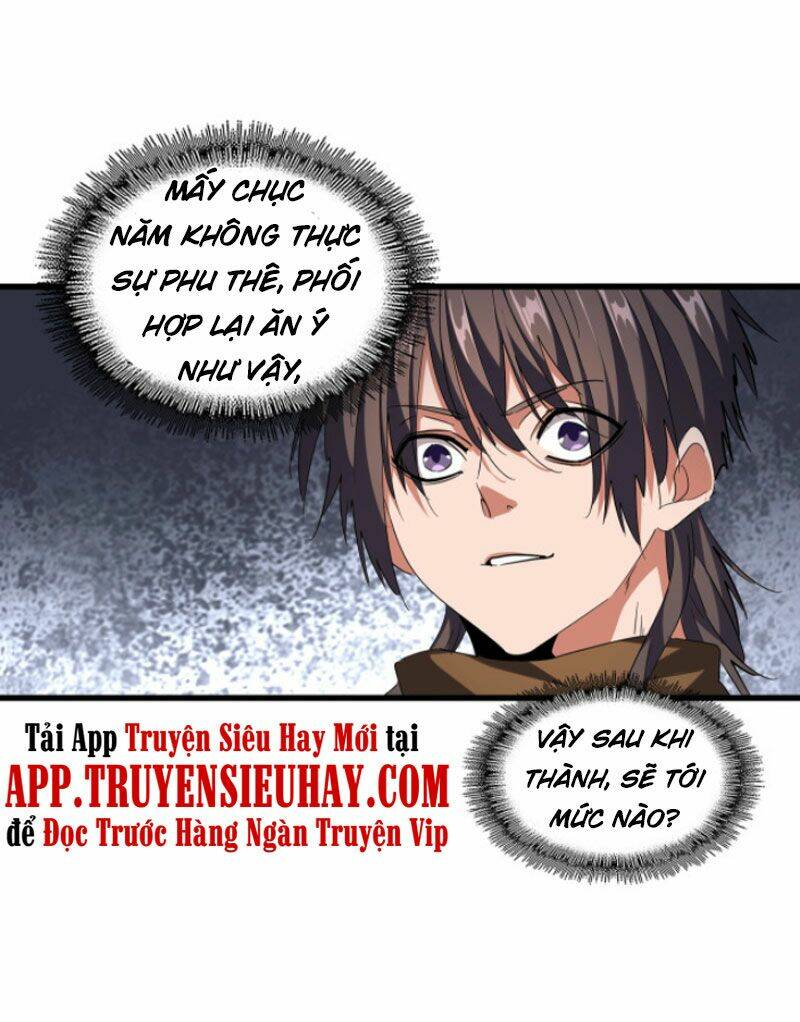 MẤY CHỤC
NĂM KHÔNG THỰC
SỰ PHU THÊ, PHỐI
HỢP LẠI ĂN Ý
NHƯ VẬY,
Tải App Truyện Siêu Hay Mới tại
APP.TRUYENSIEUHAY.COM
để Đọc Trước Hàng Ngàn Truyện Vip
VẬY SAU KHI
THÀNH, SẼ TỚI
MỨC NÀO?